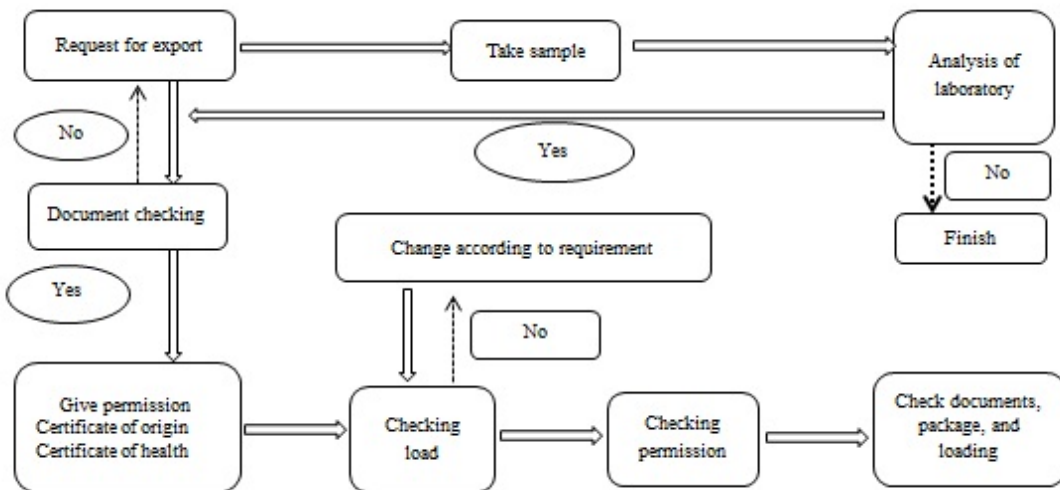 Request for export
Take sample
Analysis of
laboratory
No
Yes
No
Document checking
Finish
Change according to requirement
Yes
No
Give permission
Certificate of origin
Certificate of health
Checking
load
Checking
permission
Check documents,
package, and
loading